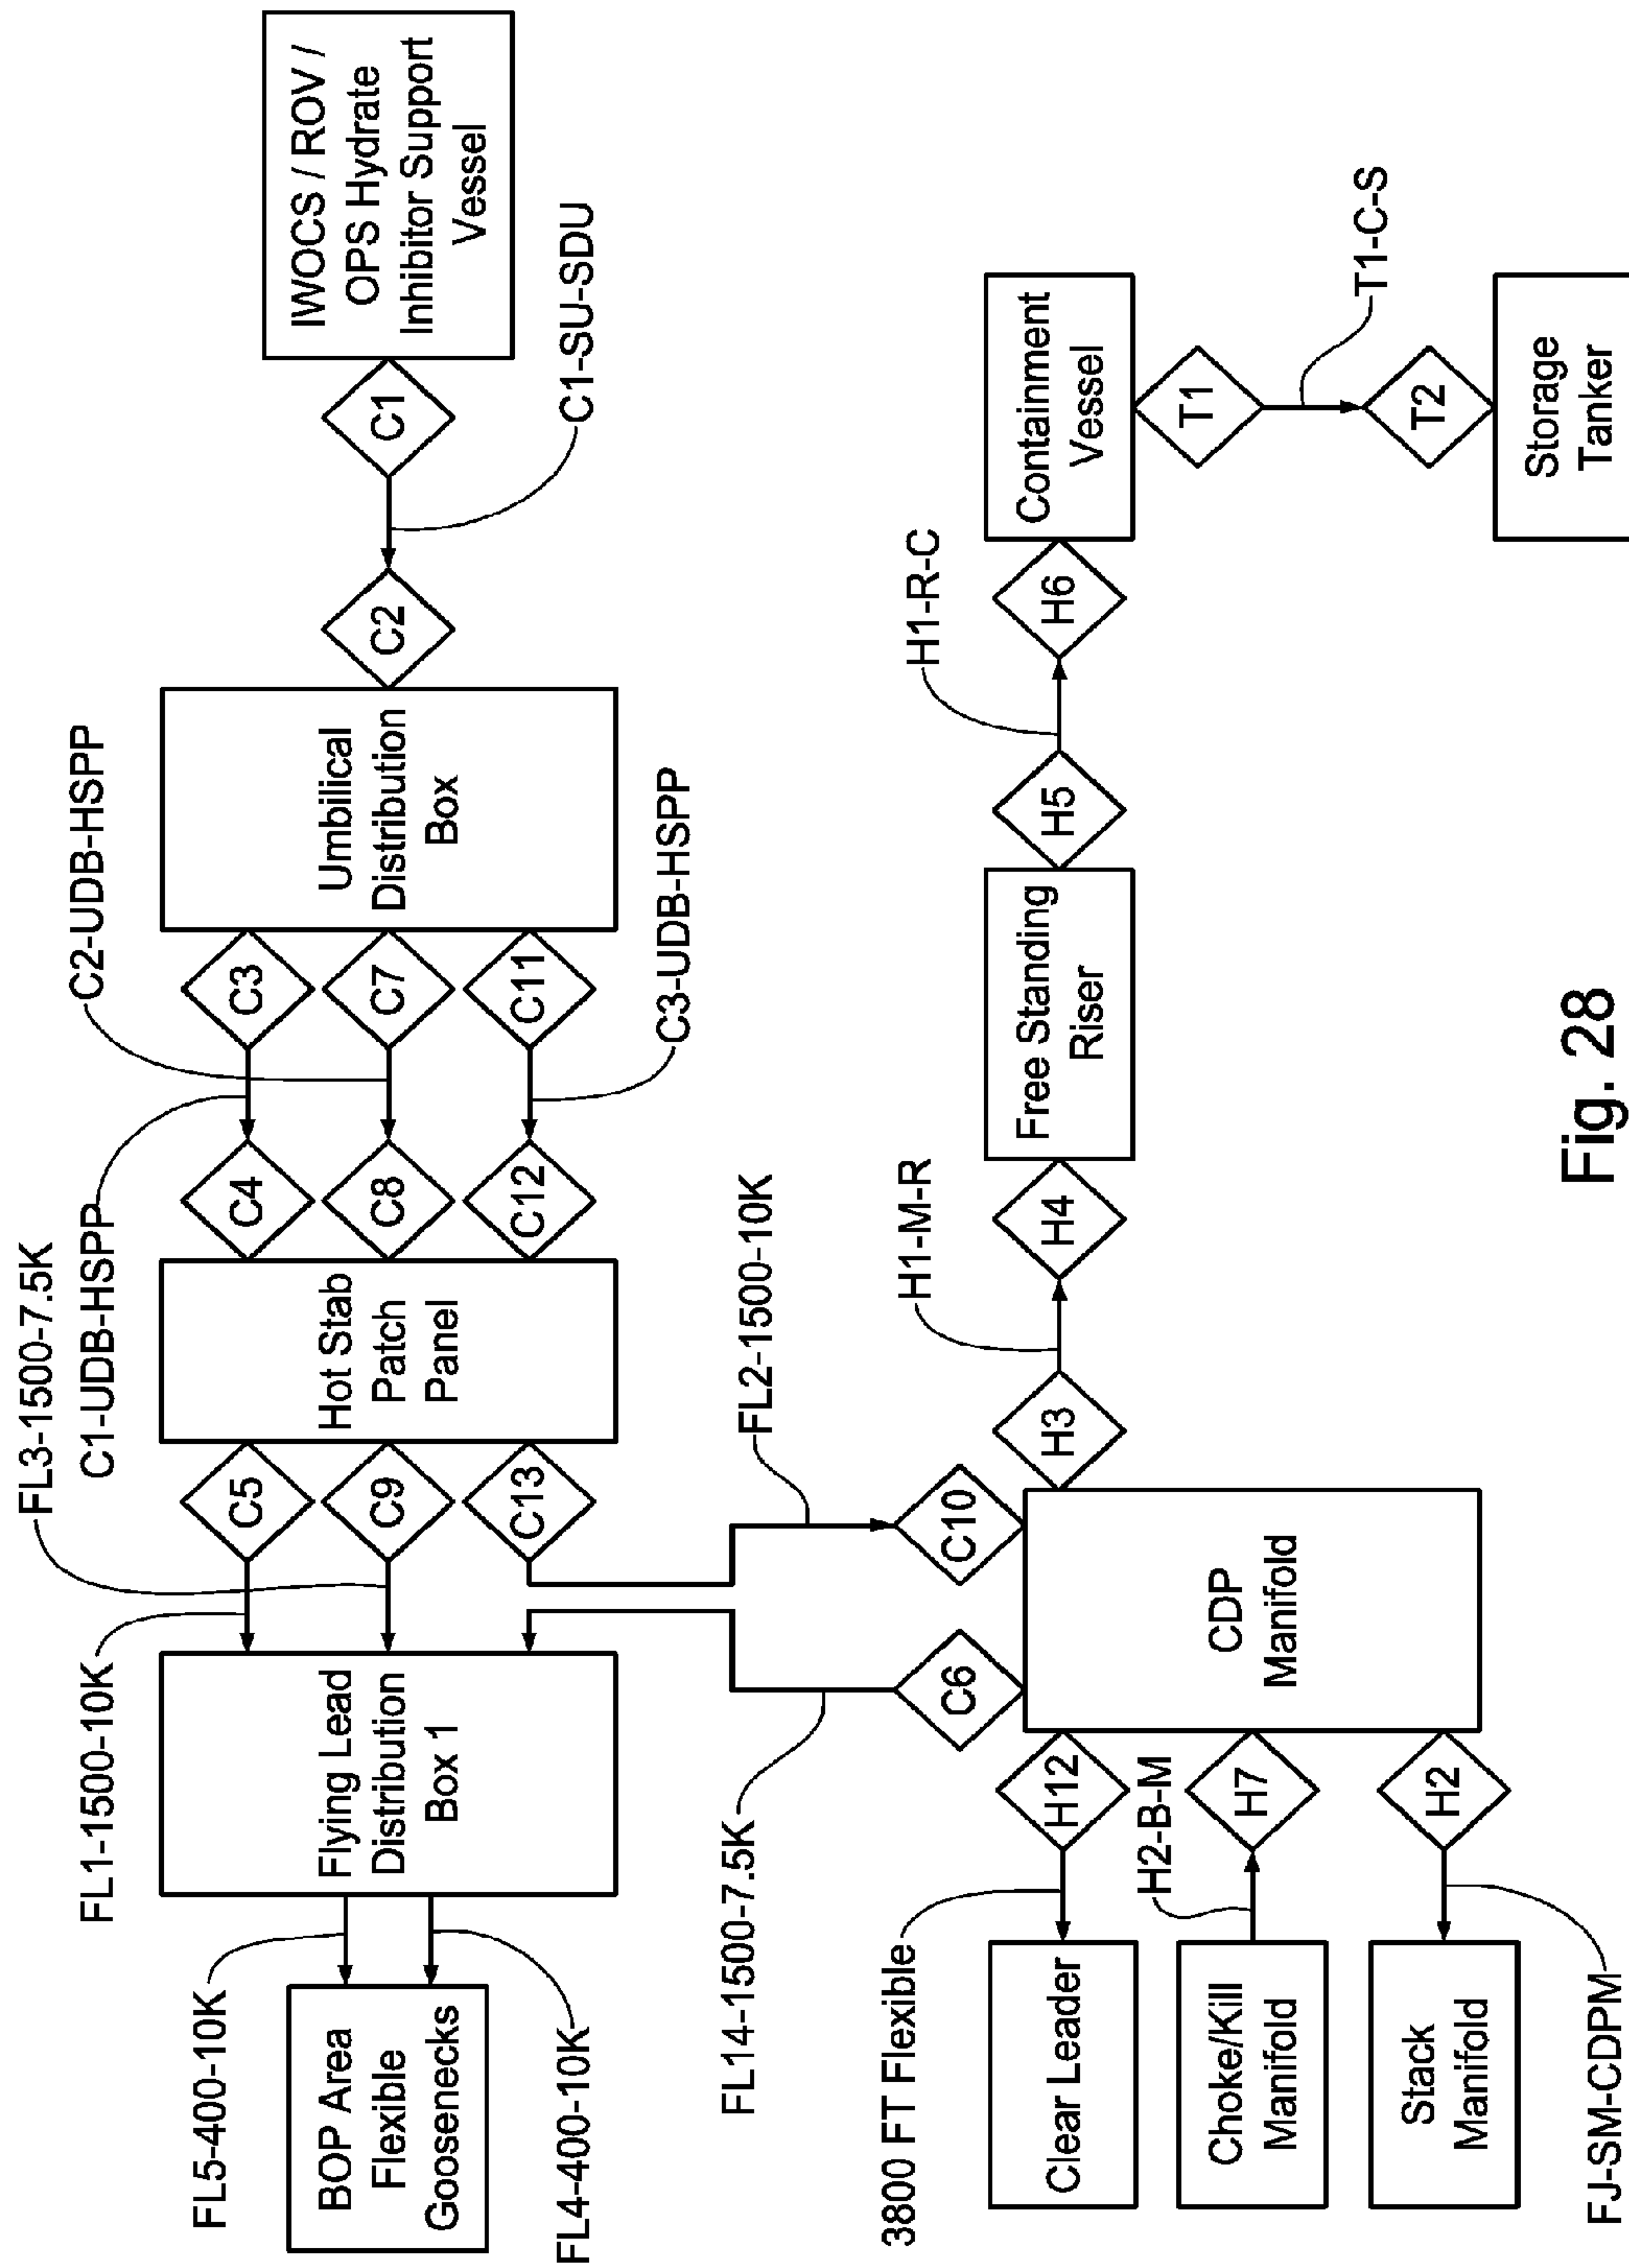 FL5-400-10K
BOP Area
Flexible
Goosenecks
FL4-400-10K
FL1-1500-10K
FL3-1500-7.5K
Flying Lead
Distribution
Box 1
C5
C9
C13
C1-UDB-HSPP
Hot Stab
Patch
Panel
C4
C8
C12
C2-UDB-HSPP
C3
C7
C11
C3-UDB-HSPP
Umbilical
Distribution
Box
C2
C1-SU-SDU
C1
IWOCS / ROV /
OPS Hydrate
Inhibitor Support
Vessel
FL14-1500-7.5K
FL2-1500-10K
C6
C10
3800 FT Flexible
Clear Leader
H12
H2-B-M
Choke/Kill
Manifold
H7
Stack
Manifold
H2
FJ-SM-CDPM
CDP
Manifold
H3
H1-M-R
H4
Free Standing
Riser
H5
H1-R-C
H6
Containment
Vessel
T1
T1-C-S
T2
Storage
Tanker
Fig. 28